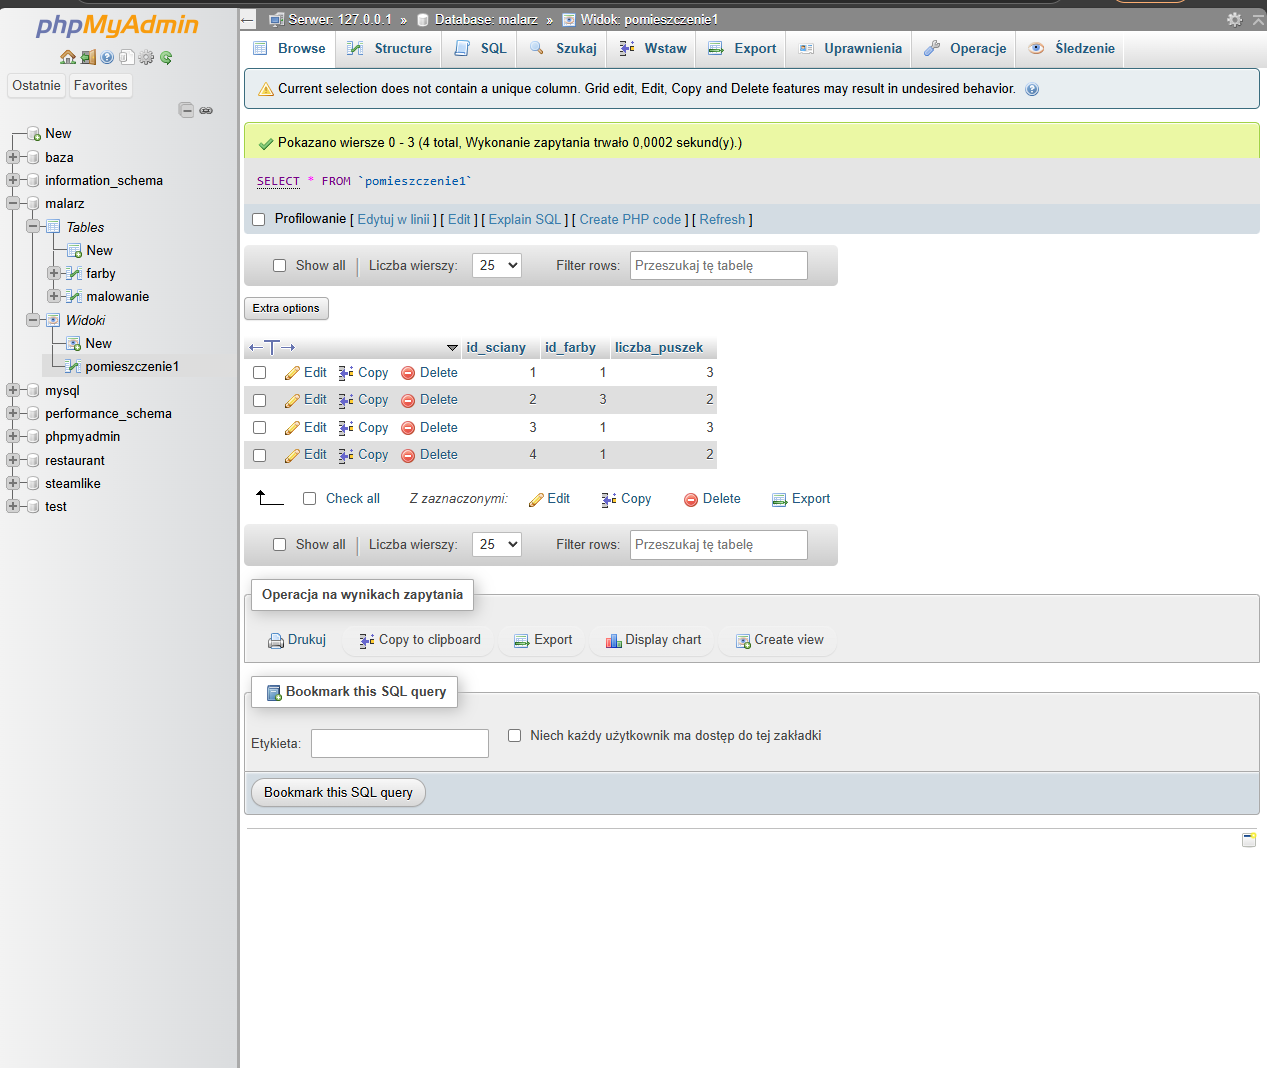 phpMyAdmin
Ostatnie Favorites
New
baza
information_schema
malarz
Tables
New
farby
malowanie
Widoki
New
pomieszczenie1
mysql
performance_schema
phpmyadmin
restaurant
steamlike
test
Serwer: 127.0.0.1 » Database: malarz » Widok: pomieszczenie1
Browse Structure SQL Szukaj Wstaw Export Uprawnienia Operacje Śledzenie
Current selection does not contain a unique column. Grid edit, Edit, Copy and Delete features may result in undesired behavior.
Pokazano wiersze 0 - 3 (4 total, Wykonanie zapytania trwało 0,0002 sekund(y).)
SELECT * FROM `pomieszczenie1`
Profilowanie [ Edytuj w linii ] [ Edit ] [ Explain SQL ] [ Create PHP code ] [ Refresh ]
Show all | Liczba wierszy: 25 Filter rows: Przeszukaj tę tabelę
Extra options
←T→ id_sciany id_farby liczba_puszek
Edit Copy Delete 1 1 3
Edit Copy Delete 2 3 2
Edit Copy Delete 3 1 3
Edit Copy Delete 4 1 2
Check all Z zaznaczonymi: Edit Copy Delete Export
Show all | Liczba wierszy: 25 Filter rows: Przeszukaj tę tabelę
Operacja na wynikach zapytania
Drukuj Copy to clipboard Export Display chart Create view
Bookmark this SQL query
Etykieta: Niech każdy użytkownik ma dostęp do tej zakładki
Bookmark this SQL query